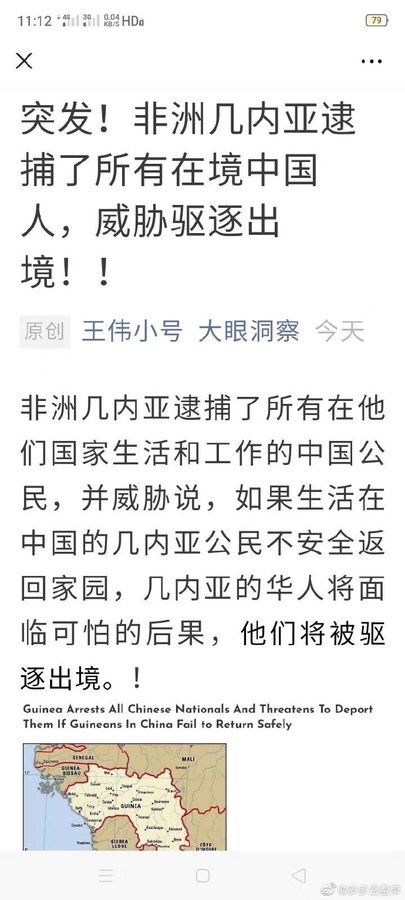 11:12 4G 3G 0.04 KB/S HD 79
突发！非洲几内亚逮
捕了所有在境中国
人，威胁驱逐出
境！！
原创 王伟小号 大眼洞察 今天
非洲几内亚逮捕了所有在他
们国家生活和工作的中国公
民，并威胁说，如果生活在
中国的几内亚公民不安全返
回家园，几内亚的华人将面
临可怕的后果，他们将被驱
逐出境。！
Guinea Arrests All Chinese Nationals And Threatens To Deport
Them If Guineans In China Fail to Return Safely
SENEGAL
MALI
GUINEA-
BISSAU
GUINEA
SIERRA
LEONE
CÔTE